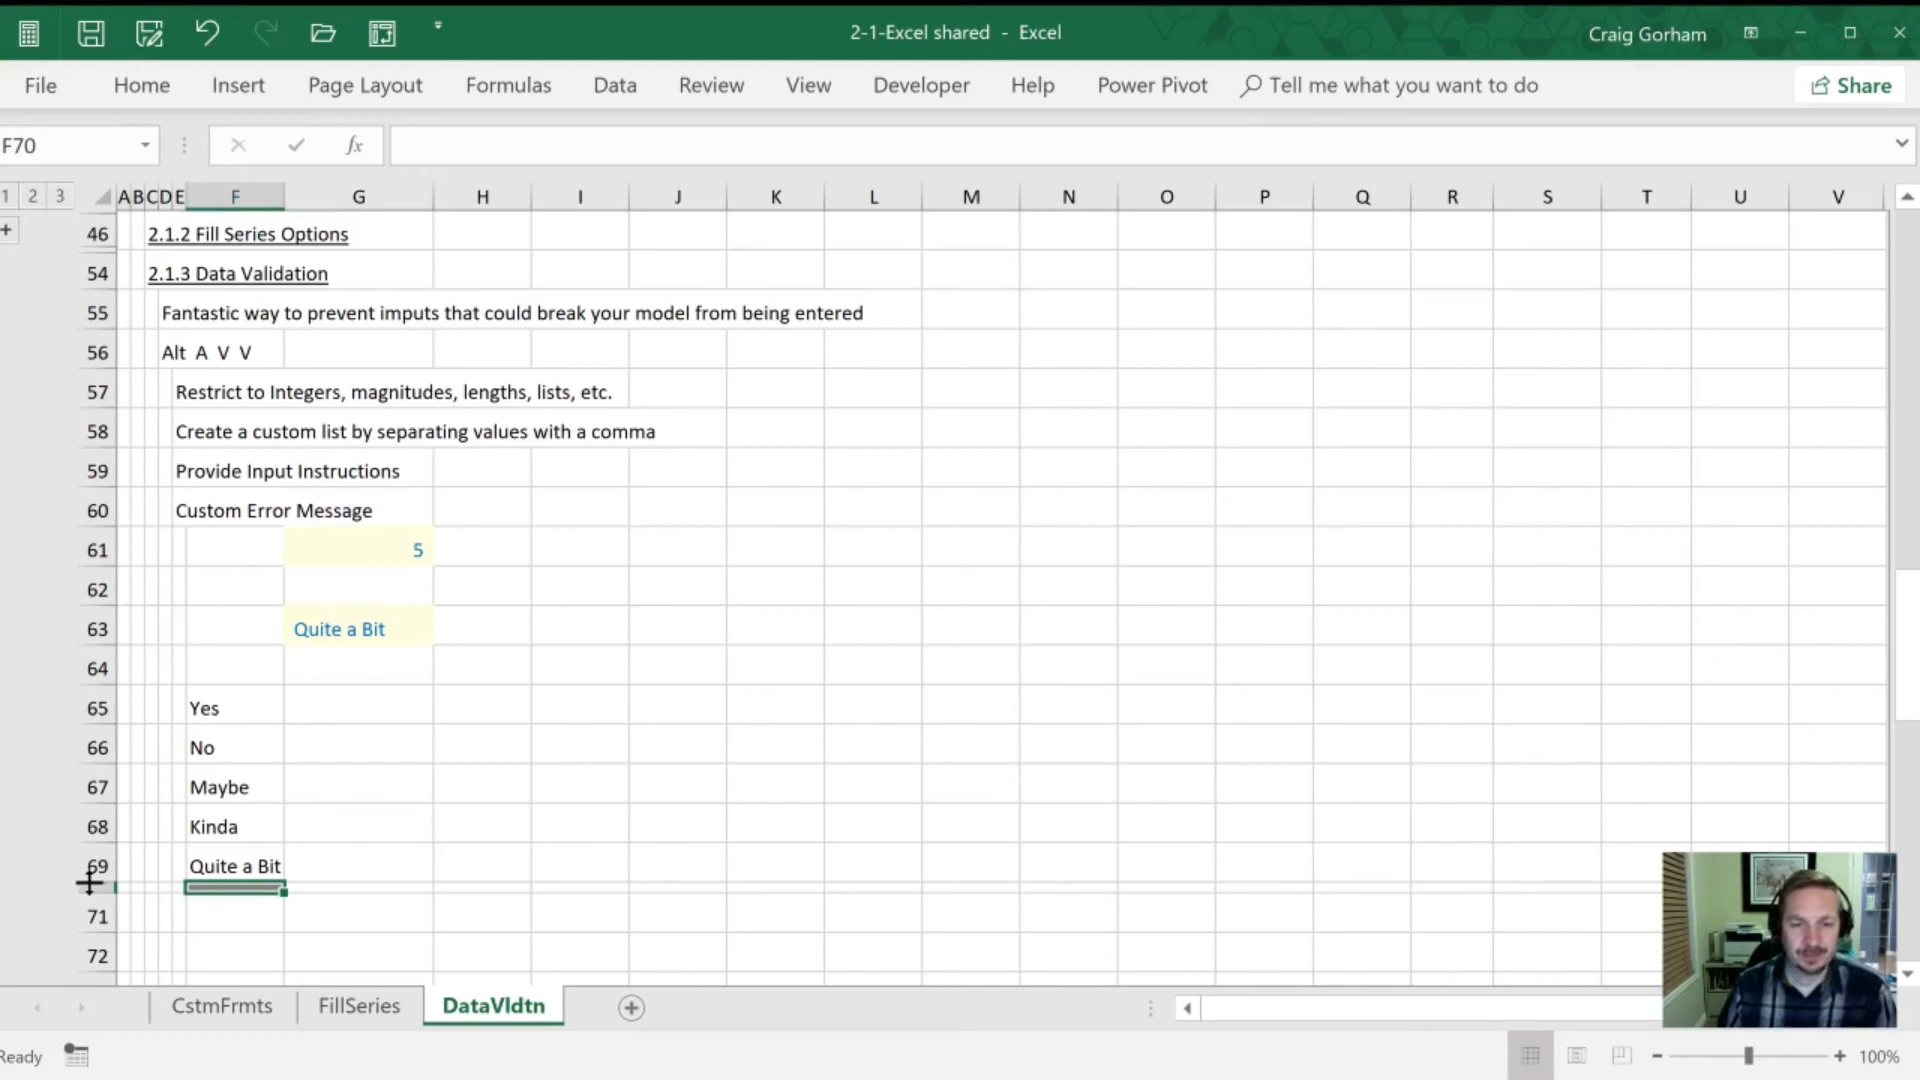 2-1-Excel shared - Excel
Craig Gorham
File Home Insert Page Layout Formulas Data Review View Developer Help Power Pivot Tell me what you want to do Share
F70 fx
1 2 3 A B C D E F G H I J K L M N O P Q R S T U V
46 2.1.2 Fill Series Options
54 2.1.3 Data Validation
55 Fantastic way to prevent imputs that could break your model from being entered
56 Alt A V V
57 Restrict to Integers, magnitudes, lengths, lists, etc.
58 Create a custom list by separating values with a comma
59 Provide Input Instructions
60 Custom Error Message
61 5
62
63 Quite a Bit
64
65 Yes
66 No
67 Maybe
68 Kinda
69 Quite a Bit
71
72
CstmFrmts FillSeries DataVldtn
Ready 100%